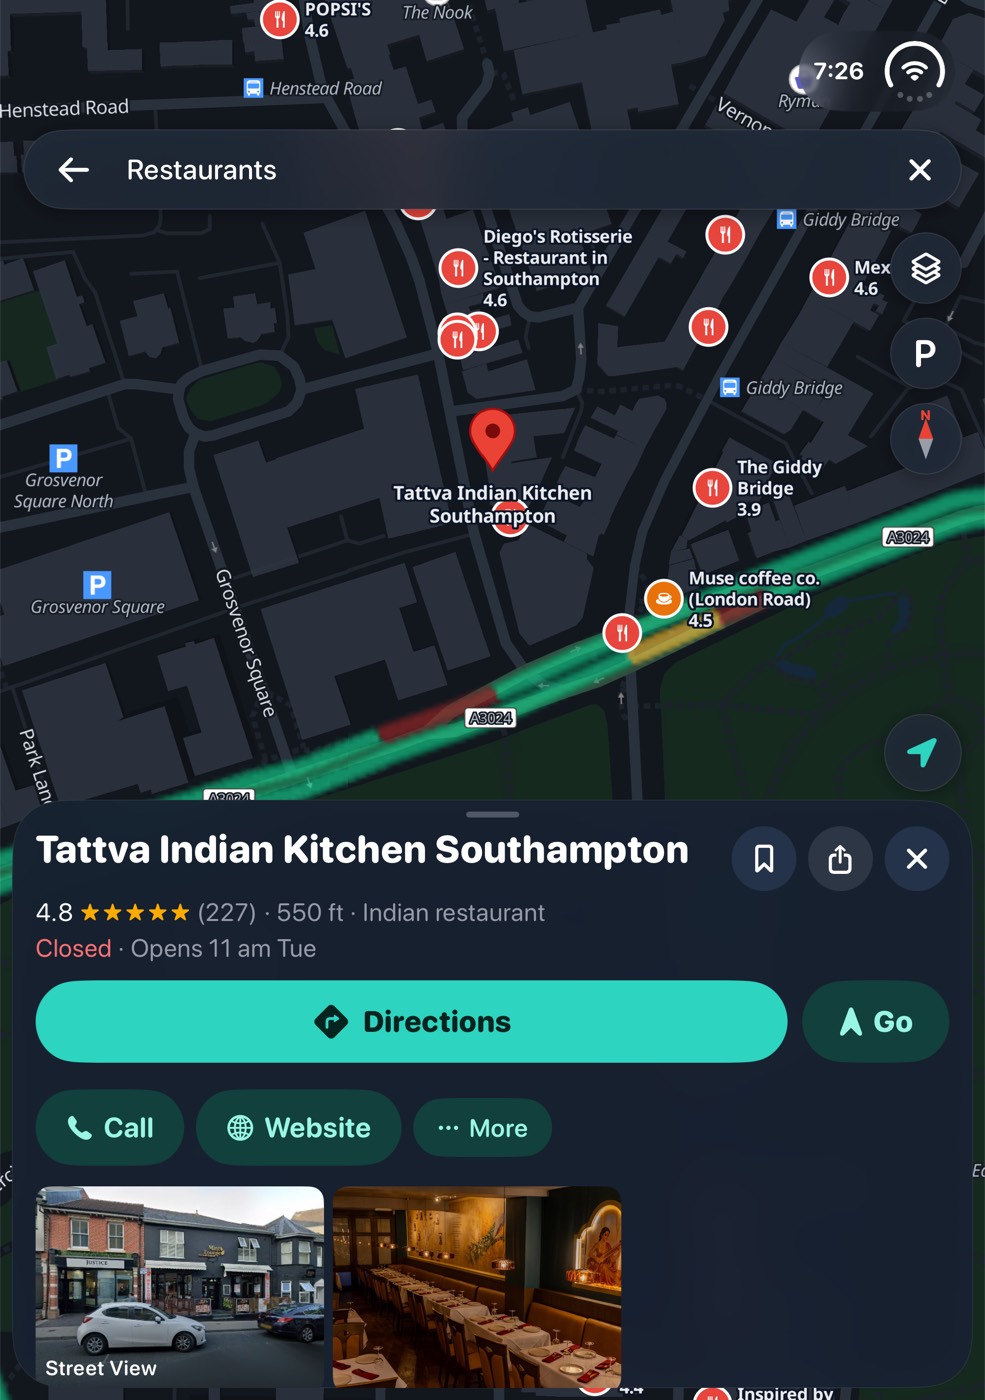 POPSI'S
4.6
The Nook
7:26
Henstead Road
Henstead Road
Vernon
Restaurants
Giddy Bridge
Diego's Rotisserie
- Restaurant in
Southampton
4.6
Mex
4.6
P
Giddy Bridge
N
P
Grosvenor
Square North
The Giddy
Bridge
3.9
Tattva Indian Kitchen
Southampton
A3024
P
Grosvenor Square
Grosvenor Square
Muse coffee co.
(London Road)
4.5
A3024
Park Lane
A3024
Tattva Indian Kitchen Southampton
4.8 ★★★★★ (227) · 550 ft · Indian restaurant
Closed · Opens 11 am Tue
Directions
Go
Call
Website
··· More
JUSTICE
Street View
4.4
Inspired by